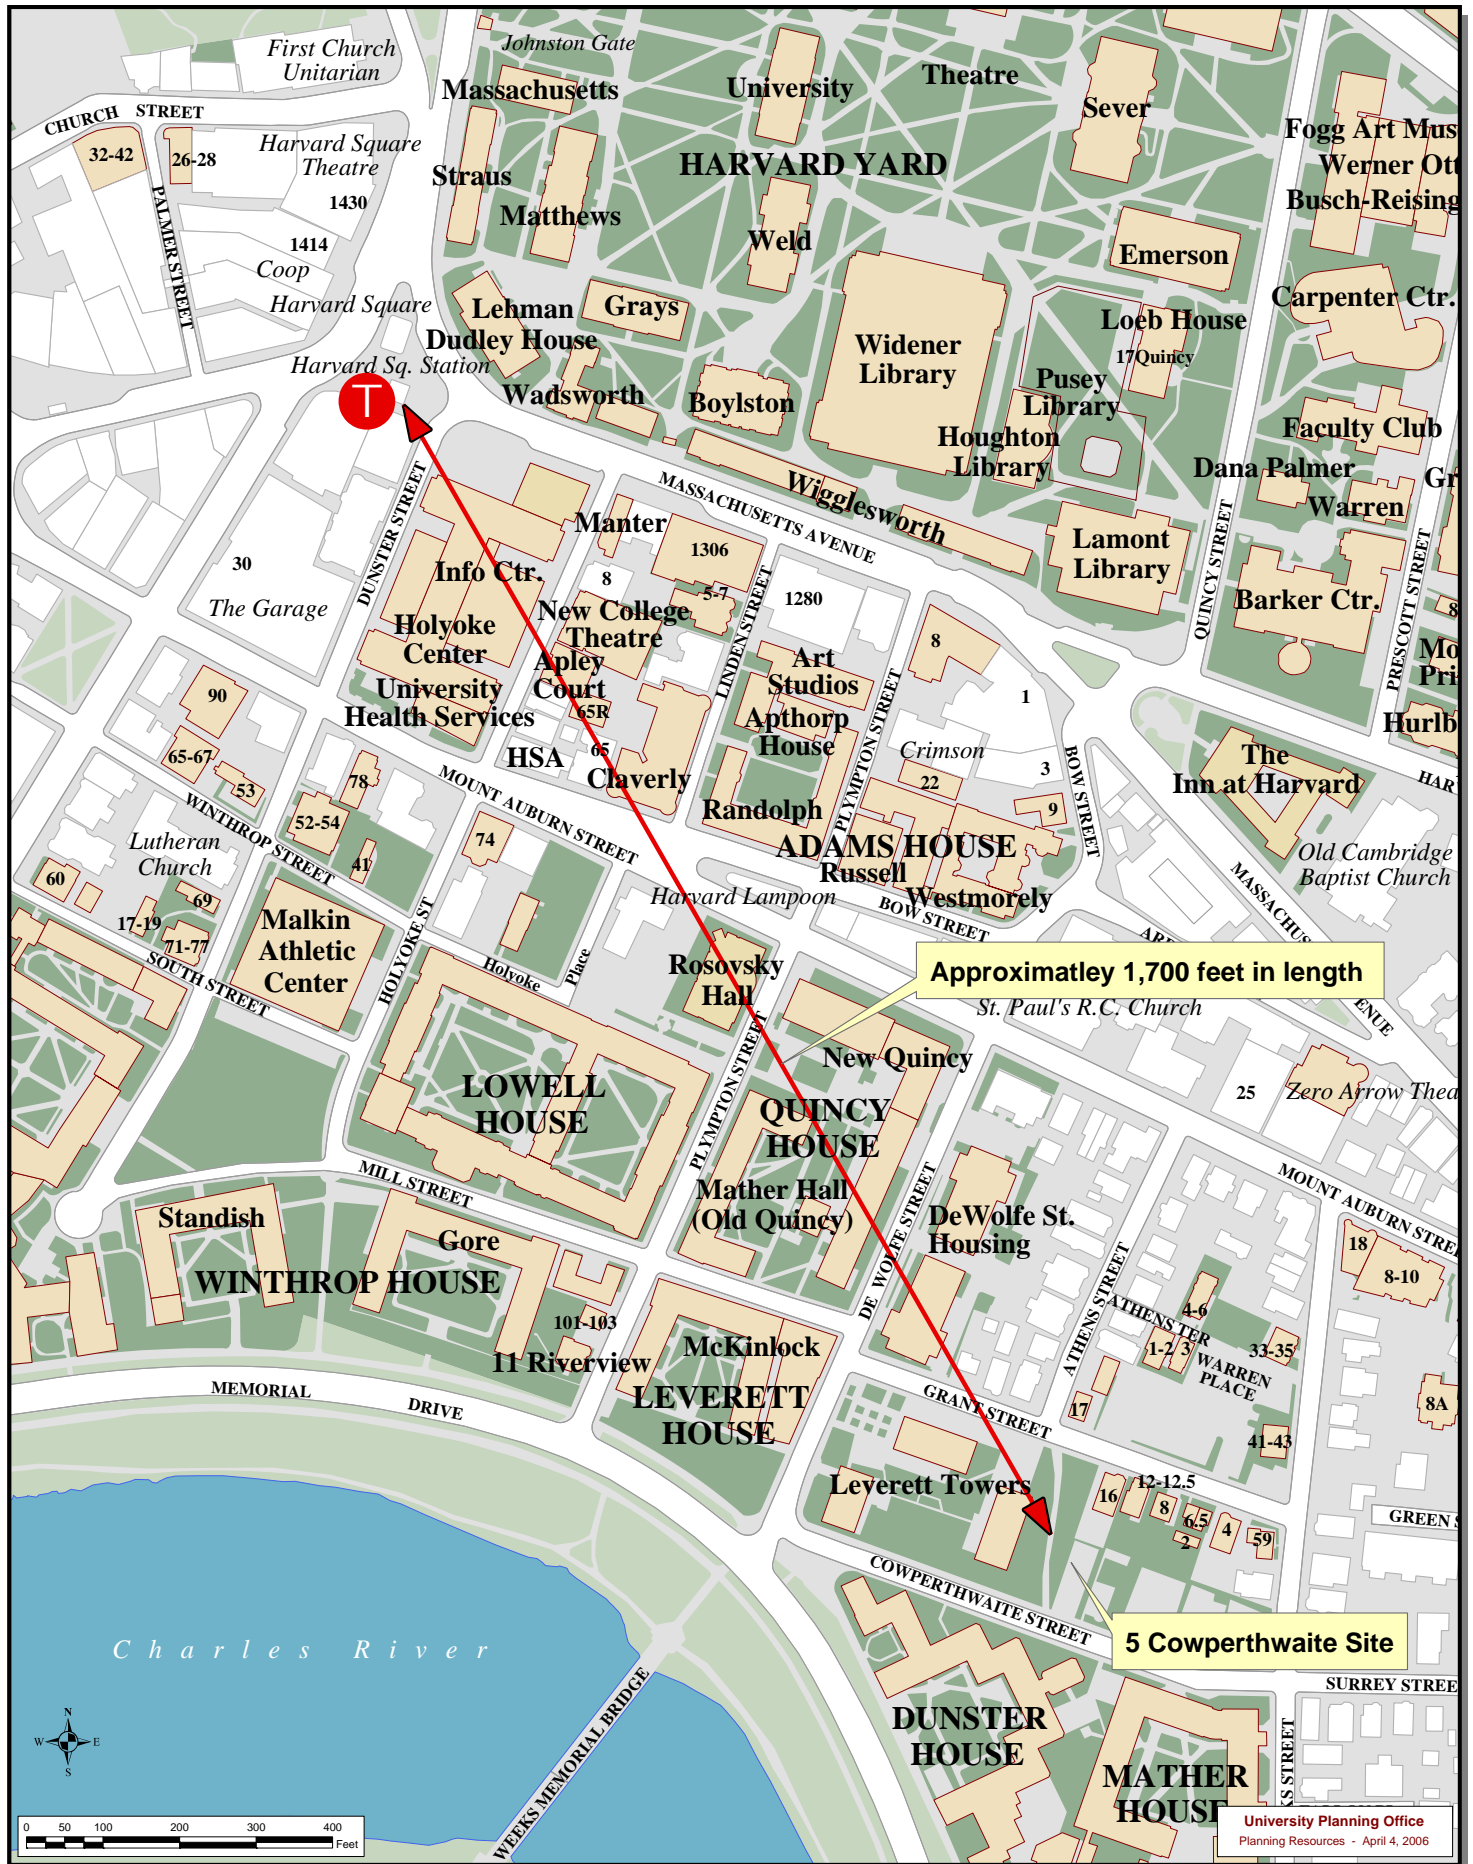 First Church
Unitarian
Johnston Gate
Massachusetts
University
Theatre
Sever
CHURCH STREET
32-42
26-28
Harvard Square
Theatre
1430
Straus
HARVARD YARD
Fogg Art Mus
Werner Ott
Busch-Reising
PALMER STREET
Matthews
Weld
Emerson
1414
Coop
Harvard Square
Lehman
Dudley House
Grays
Carpenter Ctr.
Loeb House
17Quincy
Widener
Library
Harvard Sq. Station
T
Wadsworth
Boylston
Pusey
Library
Houghton
Library
Faculty Club
Dana Palmer
Warren
Gr
MASSACHUSETTS AVENUE
Wigglesworth
DUNSTER STREET
Manter
1306
Lamont
Library
QUINCY STREET
PRESCOTT STREET
30
The Garage
Info Ctr.
8
5-7
1280
Barker Ctr.
8
New College
Theatre
Holyoke
Center
LINDEN STREET
8
Apley
Court
Art
Studios
Mo
Pri
University
Health Services
65R
Apthorp
House
PLYMPTON STREET
1
Hurlb
90
65-67
53
78
HSA
65
Claverly
Crimson
22
3
BOW STREET
The
Inn at Harvard
HAR
MOUNT AUBURN STREET
Randolph
9
WINTHROP STREET
52-54
74
ADAMS HOUSE
Lutheran
Church
41
Russell
Old Cambridge
Baptist Church
60
69
Harvard Lampoon
Westmorely
BOW STREET
MASSACHUS
ENUE
17-19
71-77
SOUTH STREET
Malkin
Athletic
Center
HOLYOKE ST
Holyoke
Place
Rosovsky
Hall
AR
Approximatley 1,700 feet in length
St. Paul's R.C. Church
PLYMPTON STREET
New Quincy
LOWELL
HOUSE
QUINCY
HOUSE
25
Zero Arrow Thea
MILL STREET
Mather Hall
(Old Quincy)
DE WOLFE STREET
DeWolfe St.
Housing
MOUNT AUBURN STREE
Standish
Gore
WINTHROP HOUSE
18
8-10
ATHENS STREET
4-6
ATHENS TER
101-103
11 Riverview
McKinlock
1-2
3
33-35
WARREN
PLACE
MEMORIAL DRIVE
LEVERETT
HOUSE
GRANT STREET
17
8A
41-43
Leverett Towers
16
12-12.5
8
6.5
2
4
59
GREEN S
COWPERTHWAITE STREET
5 Cowperthwaite Site
Charles River
SURREY STREE
WEEKS MEMORIAL BRIDGE
DUNSTER
HOUSE
KS STREET
MATHER
HOUSE
N
W E
S
0 50 100 200 300 400
Feet
University Planning Office
Planning Resources - April 4, 2006